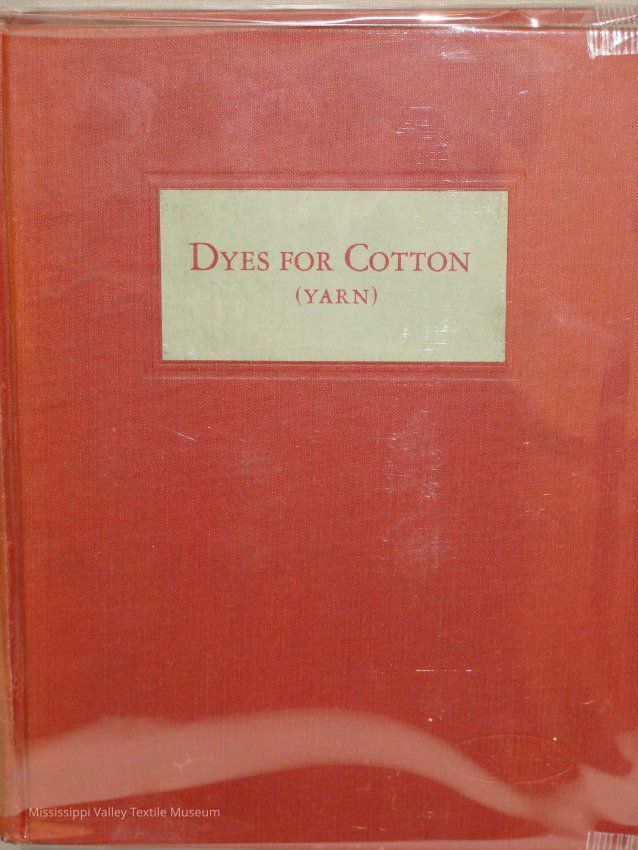 DYES FOR COTTON
(YARN)
Mississippi Valley Textile Museum